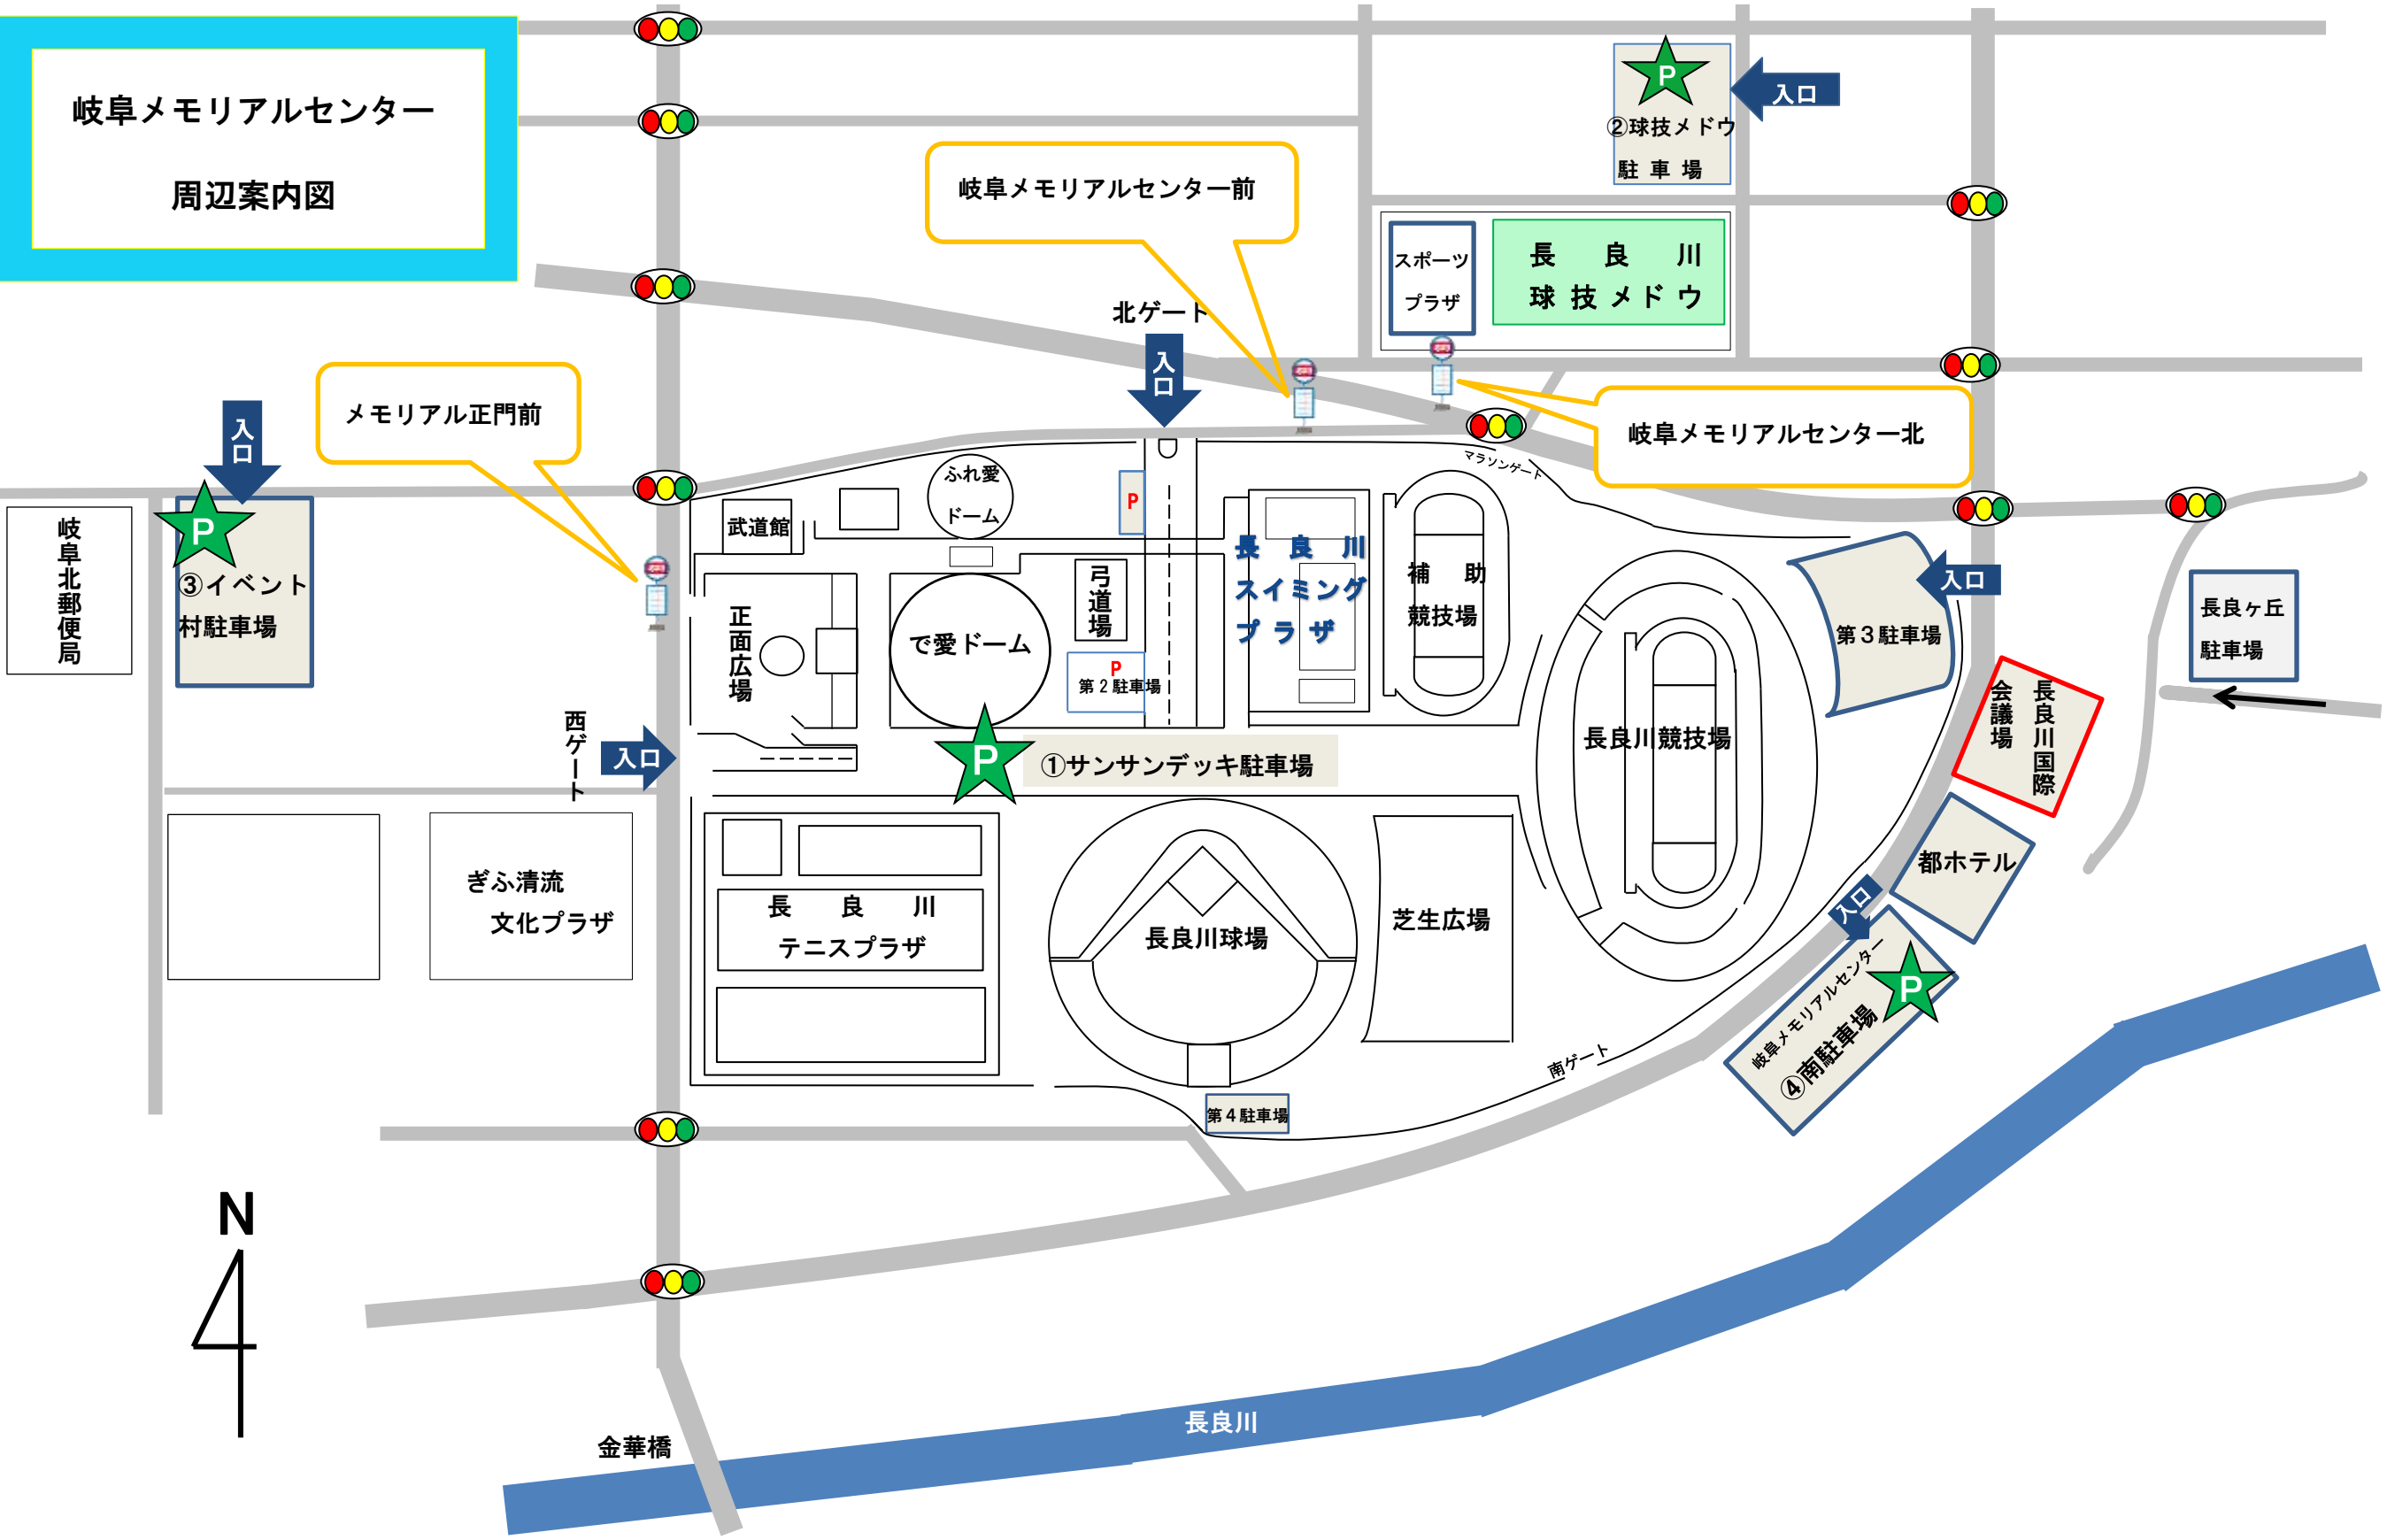 岐阜メモリアルセンター
周辺案内図
P
②球技メドウ
駐 車 場
入口
岐阜メモリアルセンター前
スポーツ
プラザ
長 良 川
球 技 メ ド ウ
北ゲート
入口
メモリアル正門前
岐阜メモリアルセンター北
入口
マラソンゲート
岐阜北郵便局
P
③イベント
村駐車場
武道館
ふれ愛
ドーム
P
長 良 川
スイミング
プ ラ ザ
補 助
競技場
入口
第3駐車場
長良ヶ丘
駐車場
正面広場
で愛ドーム
弓道場
P
第2駐車場
長良川国際
会議場
西ゲート
入口
P
①サンサンデッキ駐車場
長良川競技場
都ホテル
ぎふ清流
文化プラザ
長 良 川
テニスプラザ
長良川球場
芝生広場
入口
岐阜メモリアルセンター
④南駐車場
P
南ゲート
第4駐車場
N
長良川
金華橋